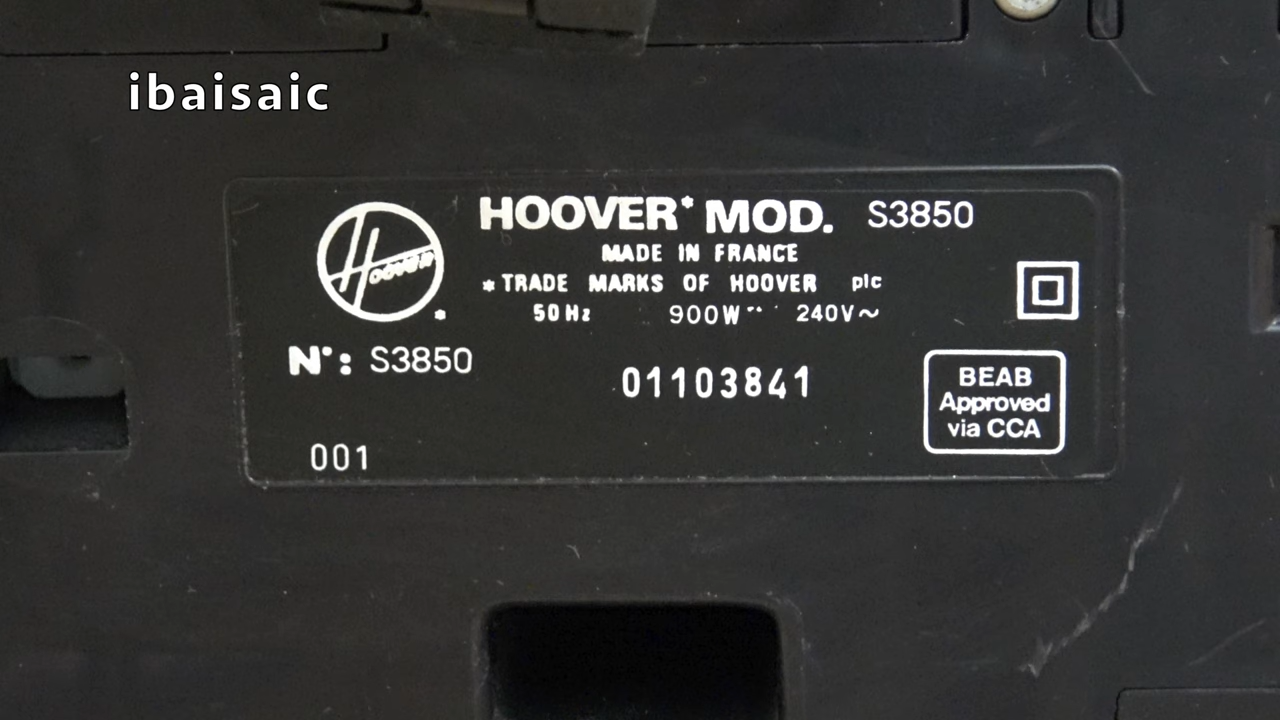 ibaisaic
HOOVER* MOD. S3850
MADE IN FRANCE
*TRADE MARKS OF HOOVER plc
50Hz 900W 240V~
Hoover
*
N°: S3850
01103841
BEAB
Approved
via CCA
001